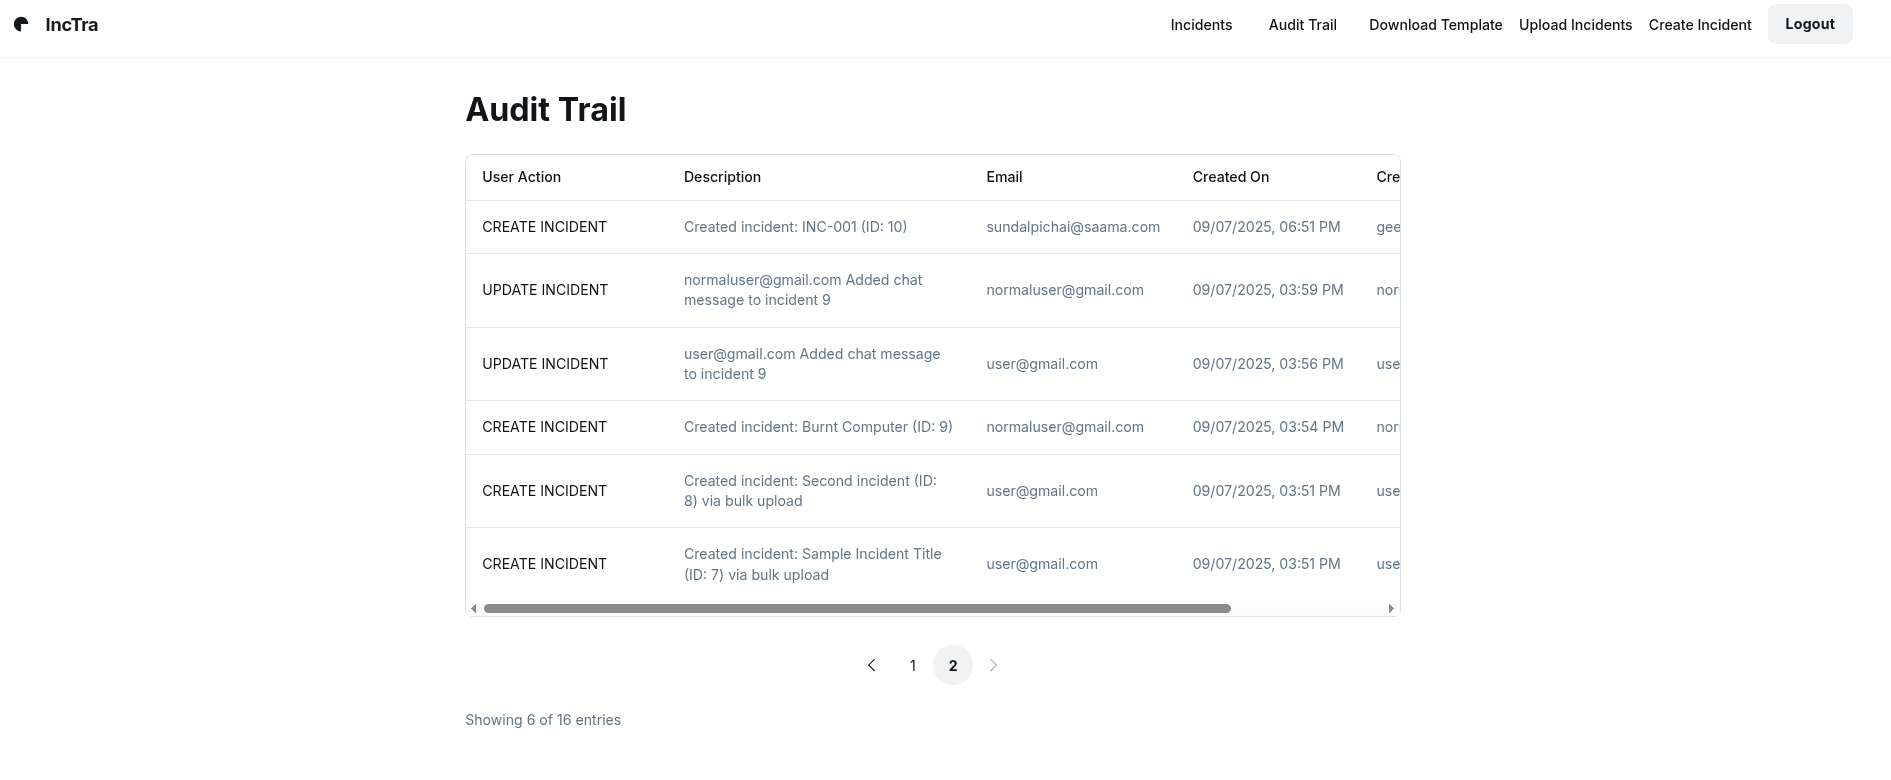 IncTra
Incidents Audit Trail Download Template Upload Incidents Create Incident Logout
Audit Trail
User Action Description Email Created On Cre
CREATE INCIDENT Created incident: INC-001 (ID: 10) sundalpichai@saama.com 09/07/2025, 06:51 PM gee
UPDATE INCIDENT normaluser@gmail.com Added chat
message to incident 9 normaluser@gmail.com 09/07/2025, 03:59 PM nor
UPDATE INCIDENT user@gmail.com Added chat message
to incident 9 user@gmail.com 09/07/2025, 03:56 PM use
CREATE INCIDENT Created incident: Burnt Computer (ID: 9) normaluser@gmail.com 09/07/2025, 03:54 PM nor
CREATE INCIDENT Created incident: Second incident (ID:
8) via bulk upload user@gmail.com 09/07/2025, 03:51 PM use
CREATE INCIDENT Created incident: Sample Incident Title
(ID: 7) via bulk upload user@gmail.com 09/07/2025, 03:51 PM use
1 2
Showing 6 of 16 entries